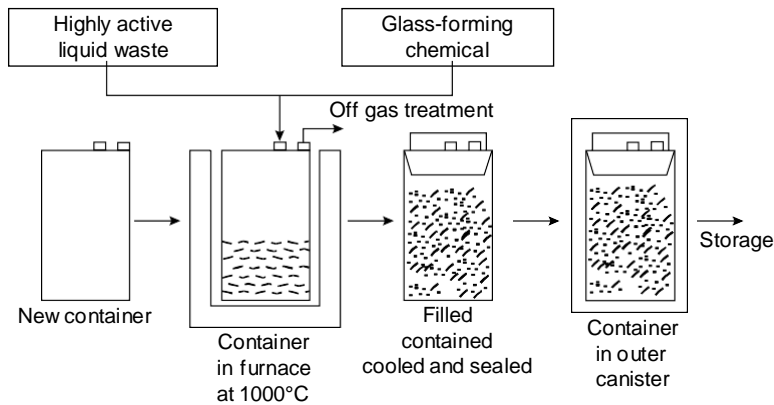 Highly active
liquid waste
Glass-forming
chemical
Off gas treatment
Storage
New container
Container
in furnace
at 1000°C
Filled
contained
cooled and sealed
Container
in outer
canister